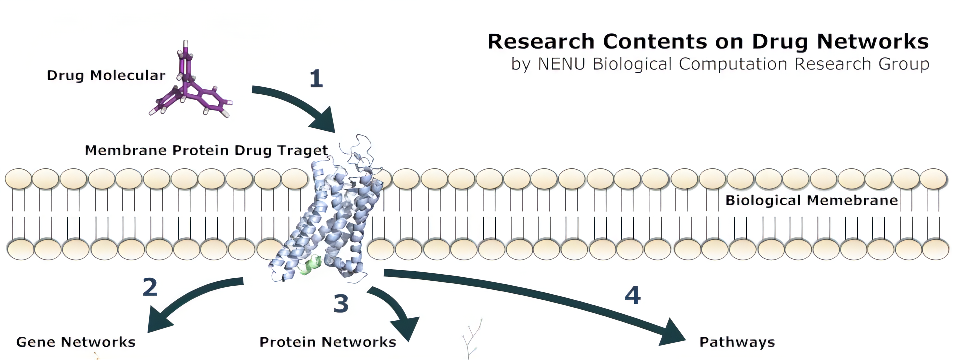 Research Contents on Drug Networks
by NENU Biological Computation Research Group
Drug Molecular
1
Membrane Protein Drug Traget
Biological Memebrane
2
3
4
Gene Networks
Protein Networks
Pathways